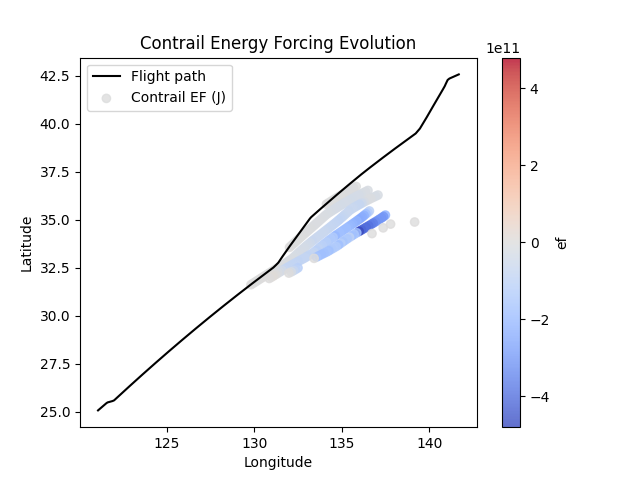 Contrail Energy Forcing Evolution
1e11
Flight path
Contrail EF (J)
42.5
40.0
37.5
35.0
32.5
30.0
27.5
25.0
Latitude
125
130
135
140
Longitude
4
2
0
−2
−4
ef